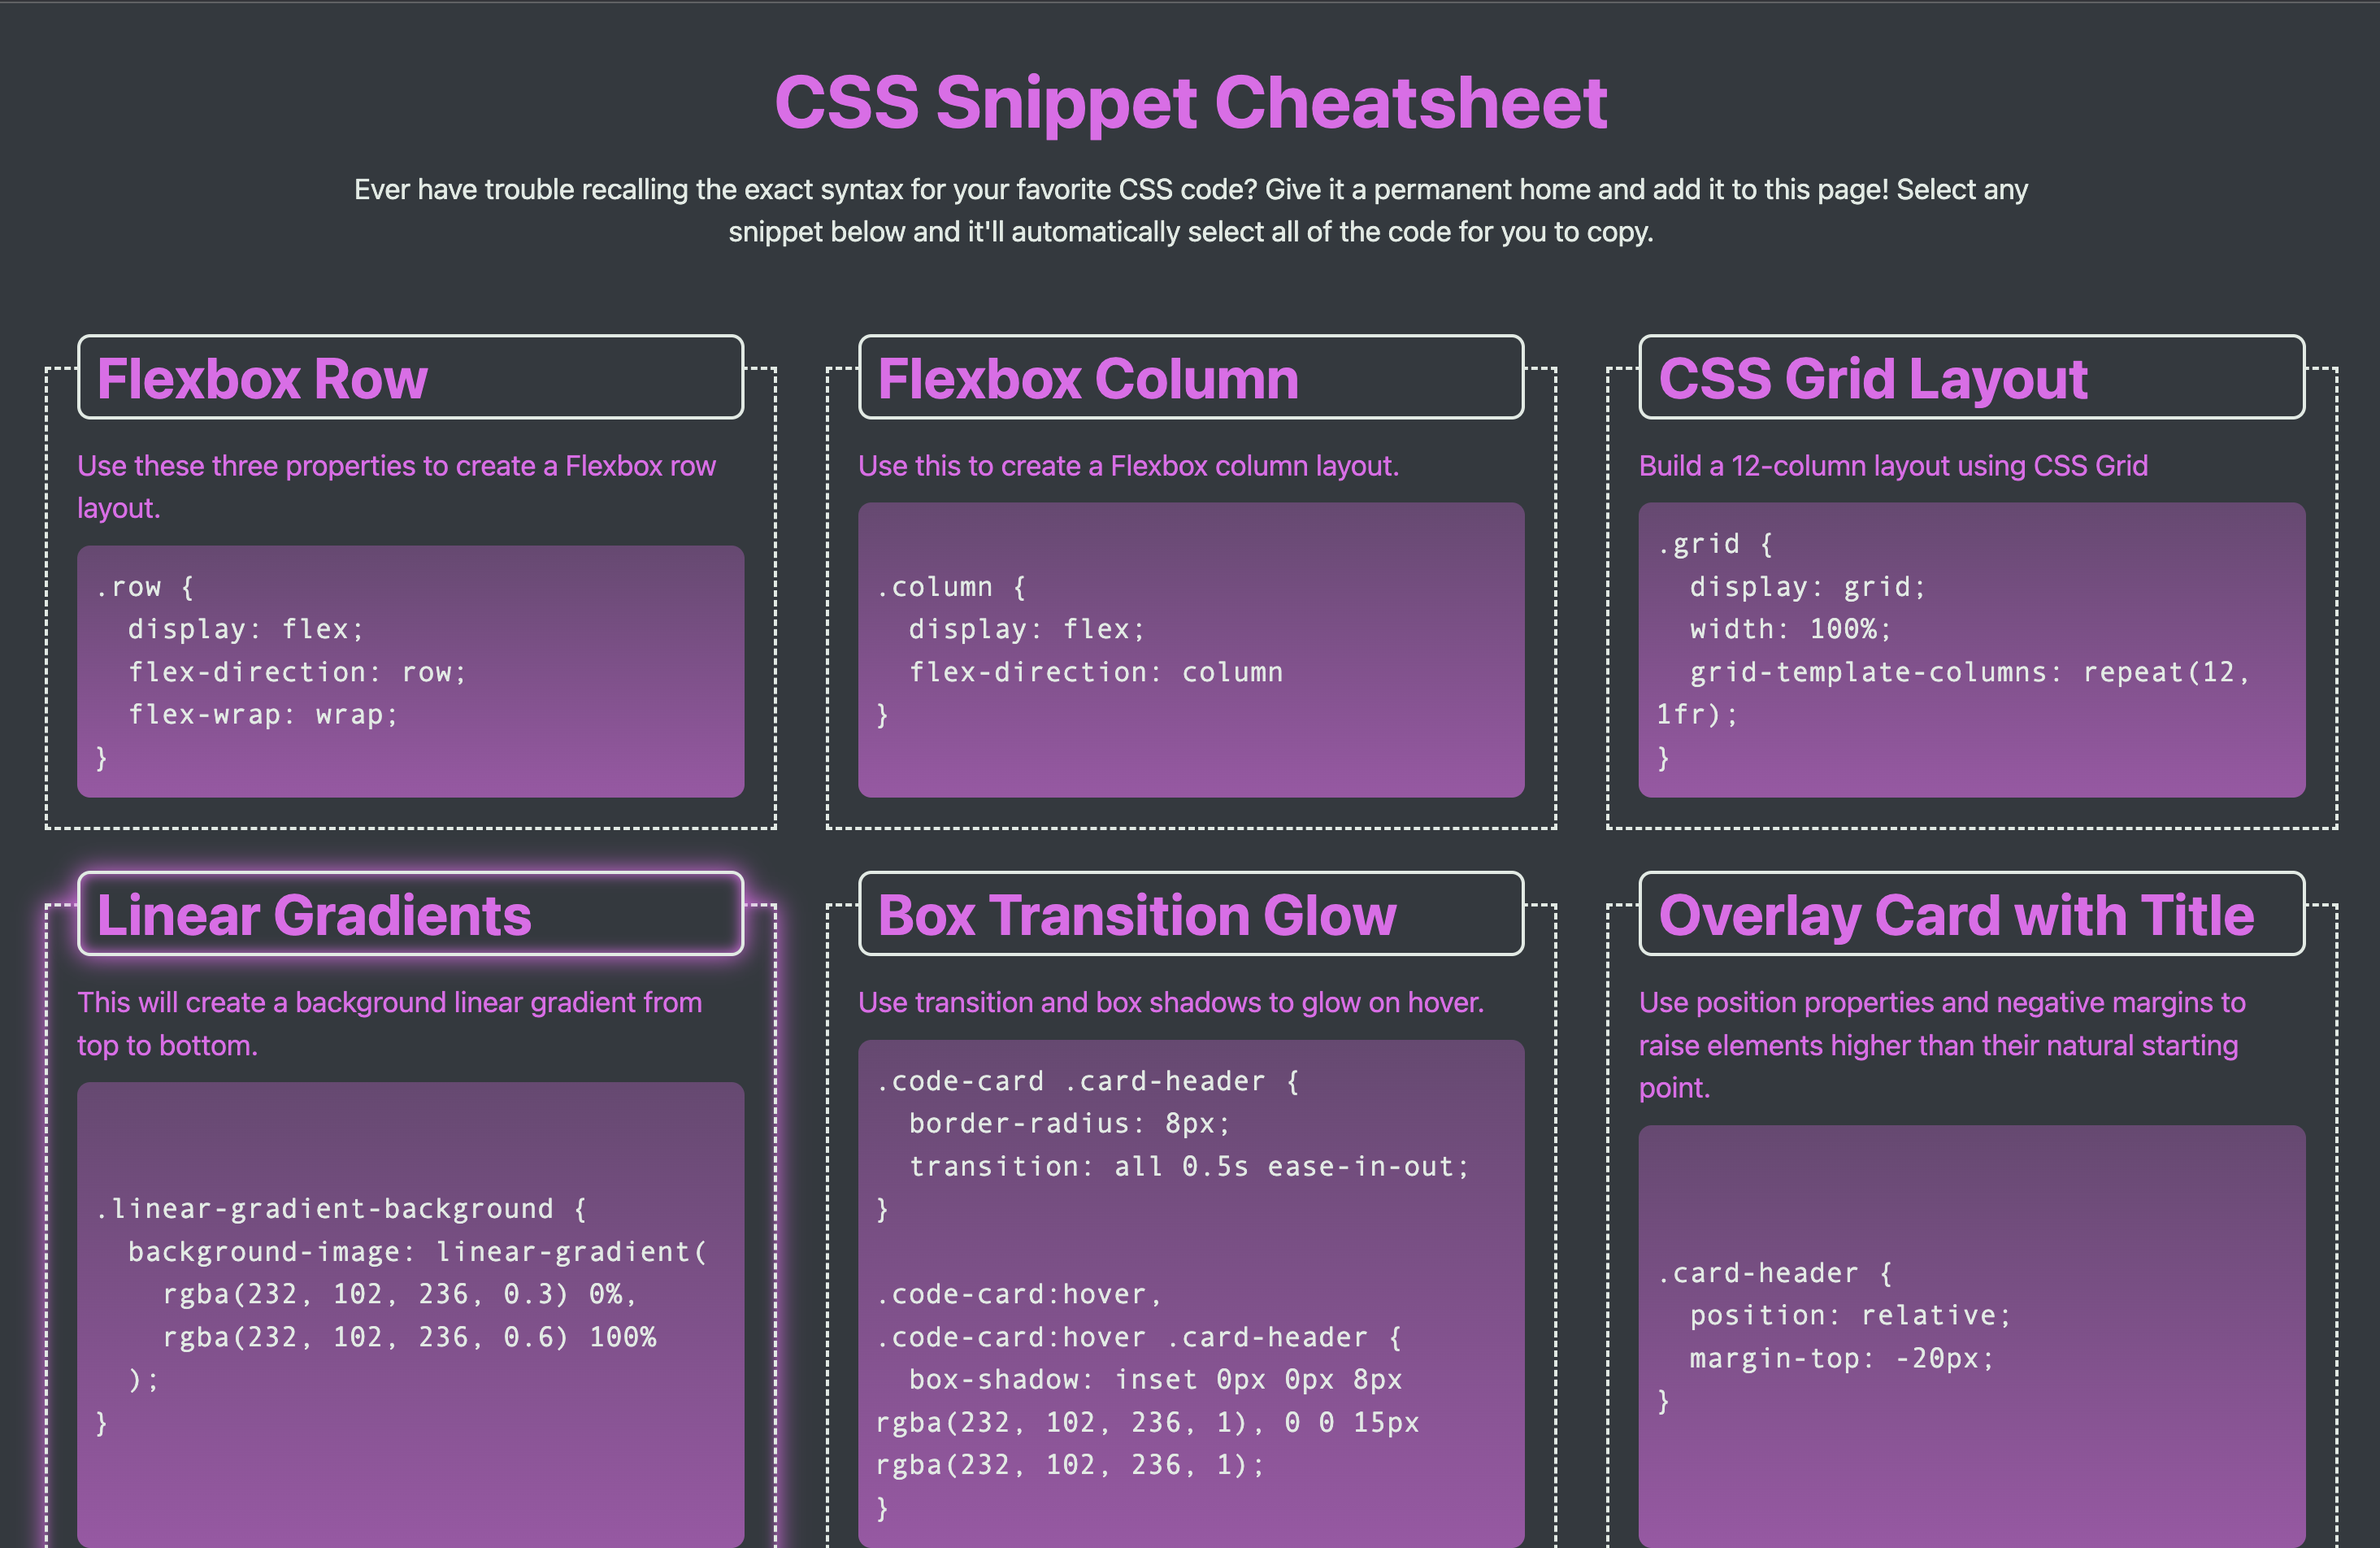 CSS Snippet Cheatsheet
Ever have trouble recalling the exact syntax for your favorite CSS code? Give it a permanent home and add it to this page! Select any
snippet below and it'll automatically select all of the code for you to copy.
Flexbox Row
Use these three properties to create a Flexbox row
layout.
.row {
  display: flex;
  flex-direction: row;
  flex-wrap: wrap;
}
Flexbox Column
Use this to create a Flexbox column layout.
.column {
  display: flex;
  flex-direction: column
}
CSS Grid Layout
Build a 12-column layout using CSS Grid
.grid {
  display: grid;
  width: 100%;
  grid-template-columns: repeat(12,
1fr);
}
Linear Gradients
This will create a background linear gradient from
top to bottom.
.linear-gradient-background {
  background-image: linear-gradient(
    rgba(232, 102, 236, 0.3) 0%,
    rgba(232, 102, 236, 0.6) 100%
  );
}
Box Transition Glow
Use transition and box shadows to glow on hover.
.code-card .card-header {
  border-radius: 8px;
  transition: all 0.5s ease-in-out;
}
.code-card:hover,
.code-card:hover .card-header {
  box-shadow: inset 0px 0px 8px
rgba(232, 102, 236, 1), 0 0 15px
rgba(232, 102, 236, 1);
}
Overlay Card with Title
Use position properties and negative margins to
raise elements higher than their natural starting
point.
.card-header {
  position: relative;
  margin-top: -20px;
}